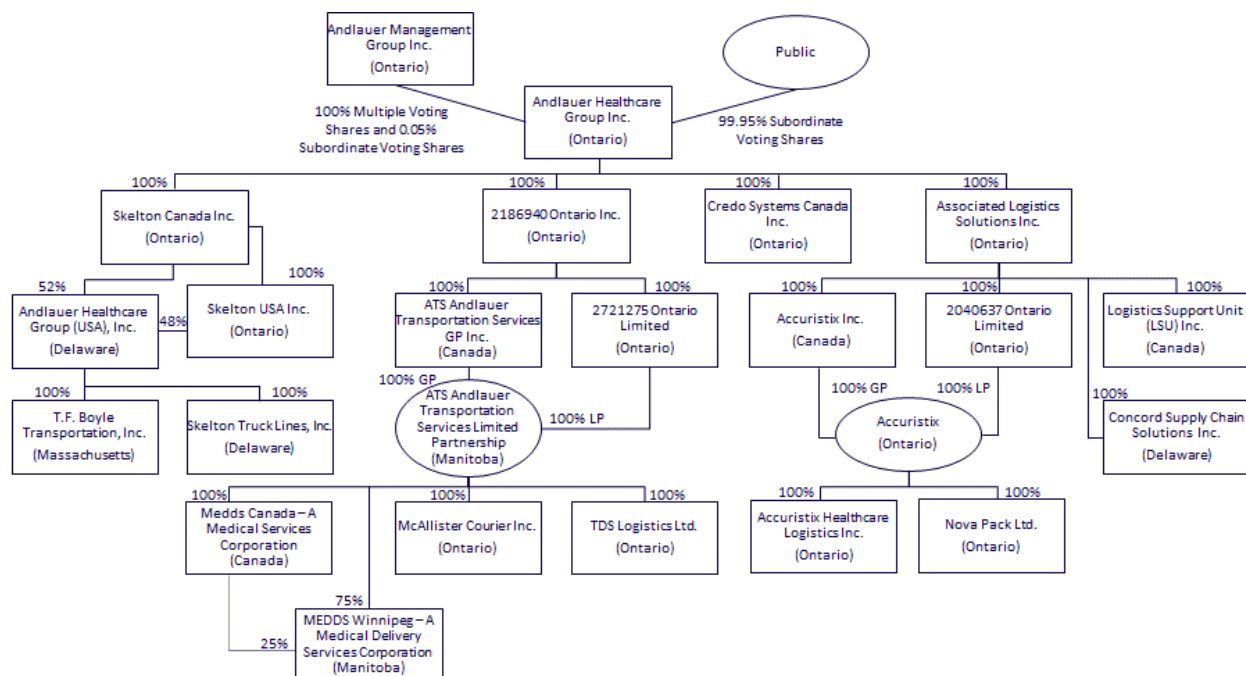 Andlauer Management
Group Inc.
(Ontario)
Public
Andlauer Healthcare
Group Inc.
(Ontario)
100% Multiple Voting
Shares and 0.05%
Subordinate Voting Shares
99.95% Subordinate
Voting Shares
100%
100%
100%
100%
Skelton Canada Inc.
(Ontario)
2186940 Ontario Inc.
(Ontario)
Credo Systems Canada
Inc.
(Ontario)
Associated Logistics
Solutions Inc.
(Ontario)
52%
100%
100%
100%
100%
100%
100%
Andlauer Healthcare
Group (USA), Inc.
(Delaware)
48%
Skelton USA Inc.
(Ontario)
ATS Andlauer
Transportation Services
GP Inc.
(Canada)
2721275 Ontario
Limited
(Ontario)
Accuristix Inc.
(Canada)
2040637 Ontario
Limited
(Ontario)
Logistics Support Unit
(LSU) Inc.
(Canada)
100%
100%
100% GP
100% LP
100% GP
100% LP
100%
T.F. Boyle
Transportation, Inc.
(Massachusetts)
Skelton Truck Lines, Inc.
(Delaware)
ATS Andlauer
Transportation
Services Limited
Partnership
(Manitoba)
Accuristix
(Ontario)
Concord Supply Chain
Solutions Inc.
(Delaware)
100%
100%
100%
100%
100%
Medds Canada – A
Medical Services
Corporation
(Canada)
McAllister Courier Inc.
(Ontario)
TDS Logistics Ltd.
(Ontario)
Accuristix Healthcare
Logistics Inc.
(Ontario)
Nova Pack Ltd.
(Ontario)
75%
25%
MEDDS Winnipeg – A
Medical Delivery
Services Corporation
(Manitoba)